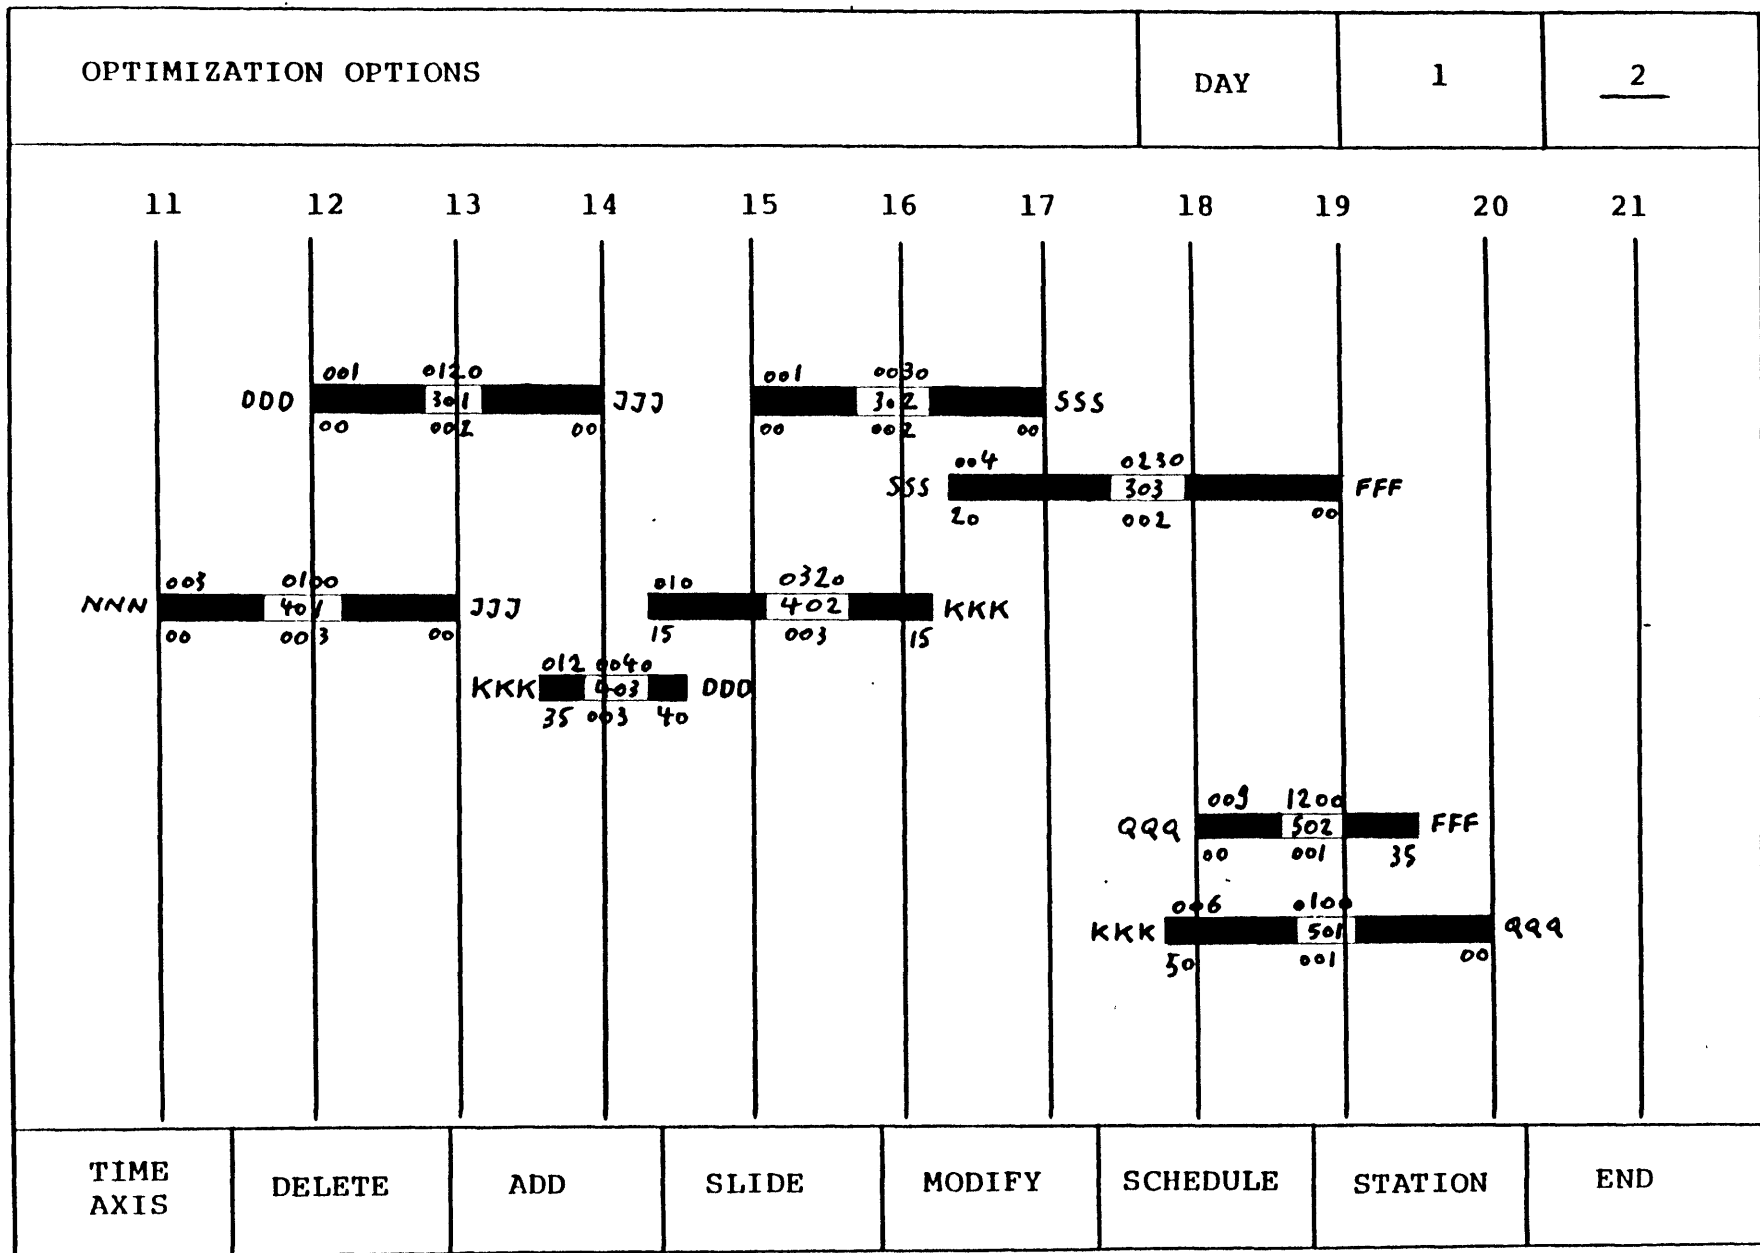 OPTIMIZATION OPTIONS DAY 1 2
11 12 13 14 15 16 17 18 19 20 21
001 0120 001 0030
DDD 301 JJJ 302 SSS
00 002 00 00 002 00
004 0230
SSS 303 FFF
20 002 00
003 0100 010 0320
NNN 401 JJJ 402 KKK
00 003 00 15 003 15
012 0040
KKK 403 DDD
35 003 40
009 1200
QQQ 502 FFF
00 001 35
006 0100
KKK 501 QQQ
50 001 00
TIME AXIS DELETE ADD SLIDE MODIFY SCHEDULE STATION END